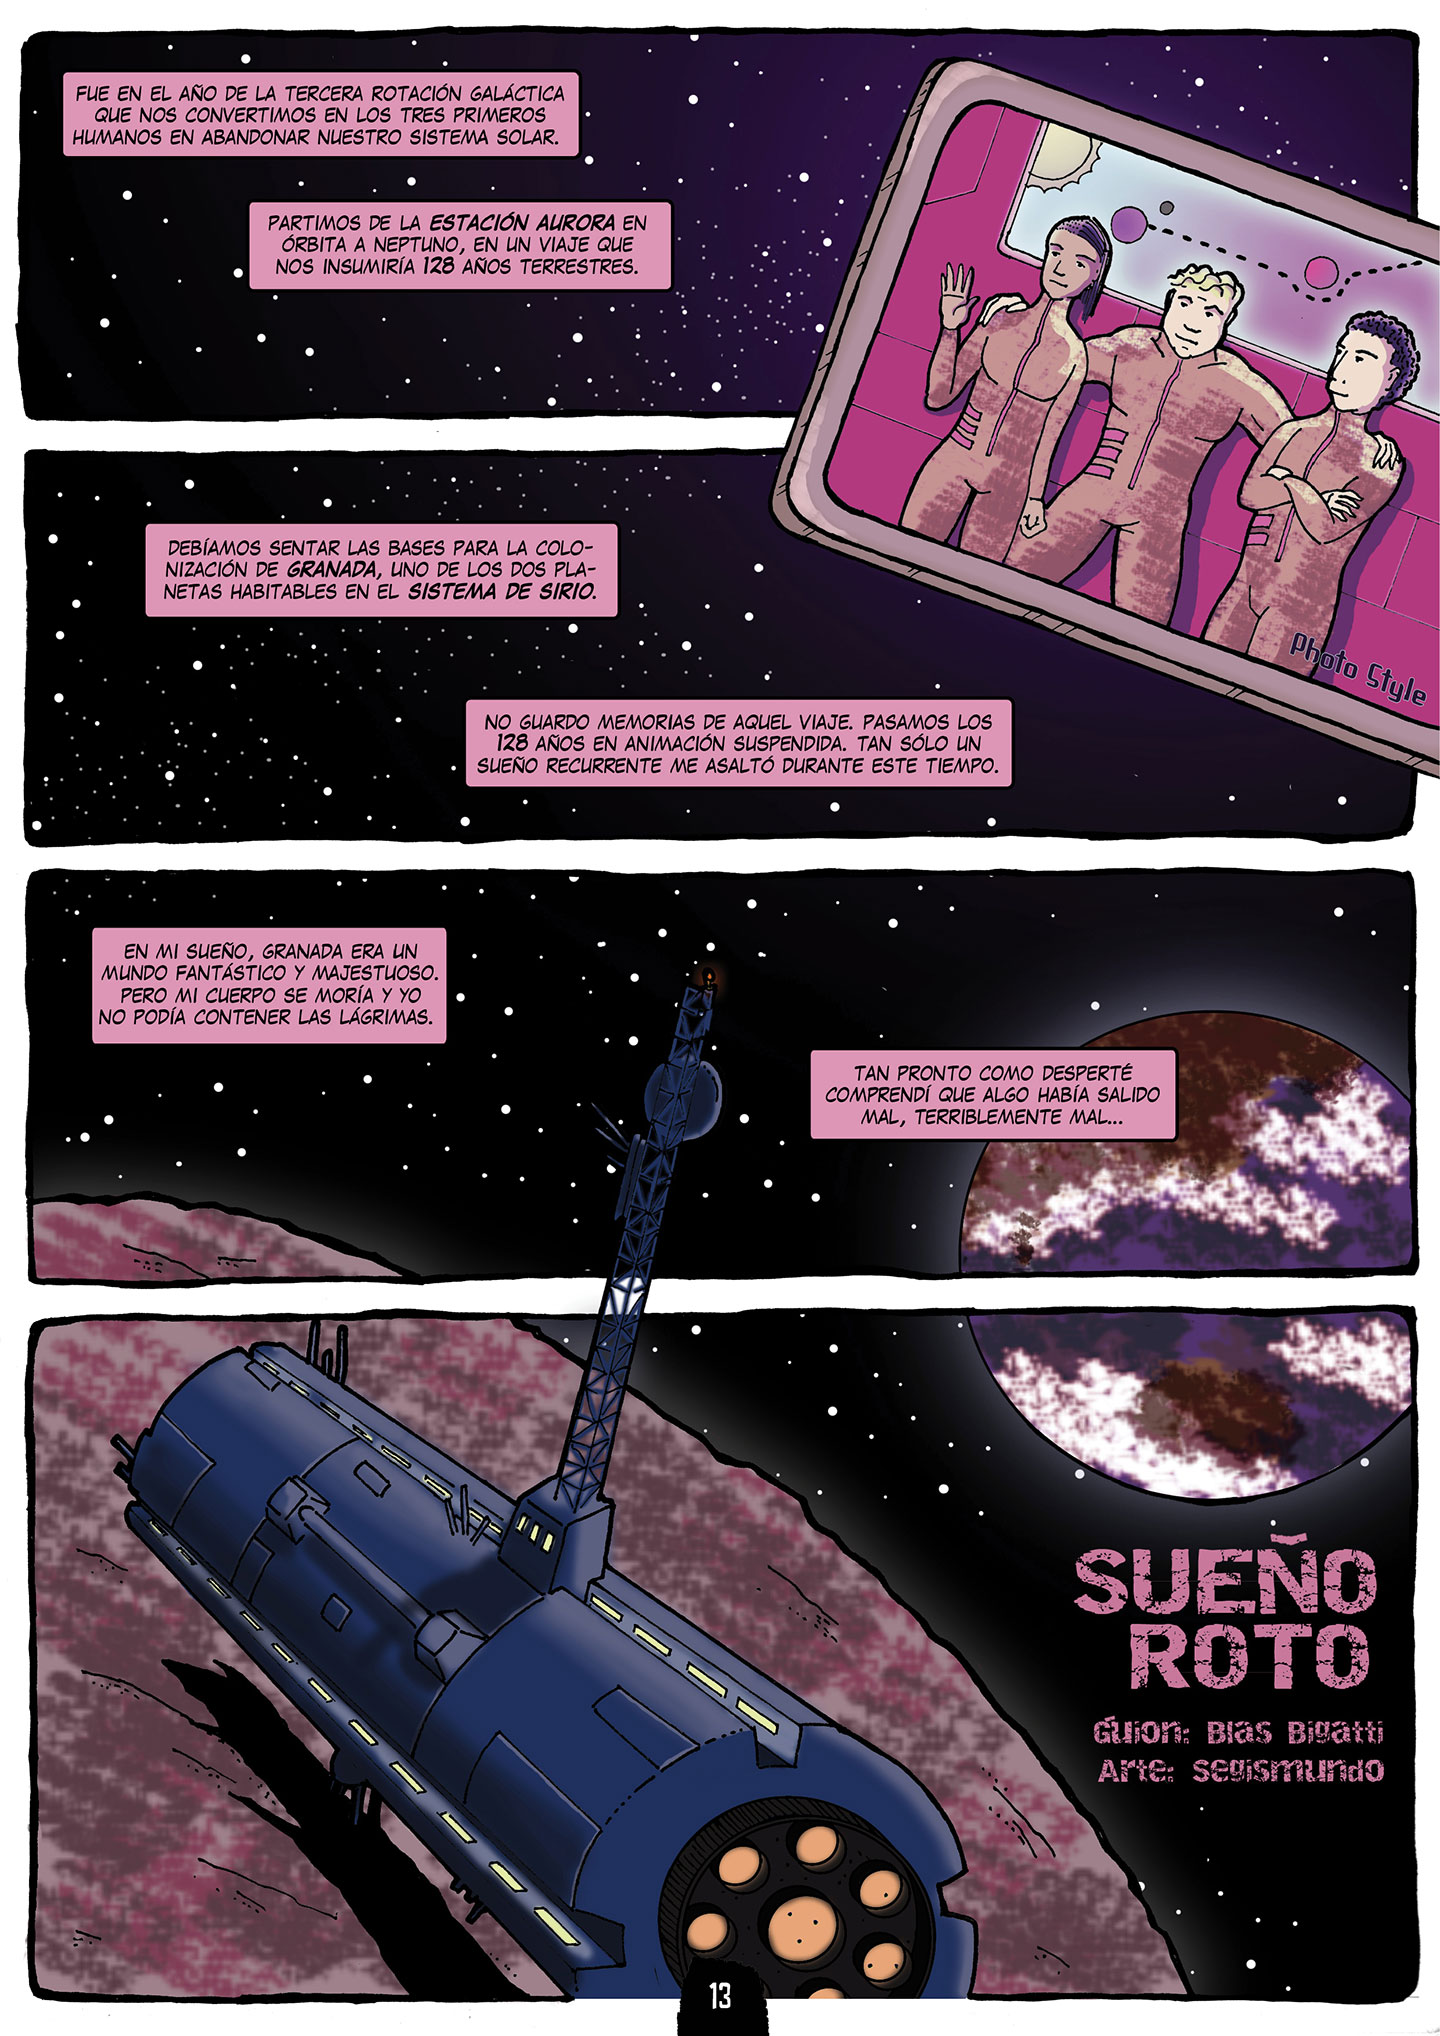 FUE EN EL AÑO DE LA TERCERA ROTACIÓN GALÁCTICA
QUE NOS CONVERTIMOS EN LOS TRES PRIMEROS
HUMANOS EN ABANDONAR NUESTRO SISTEMA SOLAR.
PARTIMOS DE LA ESTACIÓN AURORA EN
ÓRBITA A NEPTUNO, EN UN VIAJE QUE
NOS INSUMIRÍA 128 AÑOS TERRESTRES.
Photo Style
DEBÍAMOS SENTAR LAS BASES PARA LA COLO-
NIZACIÓN DE GRANADA, UNO DE LOS DOS PLA-
NETAS HABITABLES EN EL SISTEMA DE SIRIO.
NO GUARDO MEMORIAS DE AQUEL VIAJE. PASAMOS LOS
128 AÑOS EN ANIMACIÓN SUSPENDIDA. TAN SÓLO UN
SUEÑO RECURRENTE ME ASALTÓ DURANTE ESTE TIEMPO.
EN MI SUEÑO, GRANADA ERA UN
MUNDO FANTÁSTICO Y MAJESTUOSO.
PERO MI CUERPO SE MORÍA Y YO
NO PODÍA CONTENER LAS LÁGRIMAS.
TAN PRONTO COMO DESPERTÉ
COMPRENDÍ QUE ALGO HABÍA SALIDO
MAL, TERRIBLEMENTE MAL...
SUEÑO
ROTO
Guion: Blas Bigatti
Arte: Segismundo
13